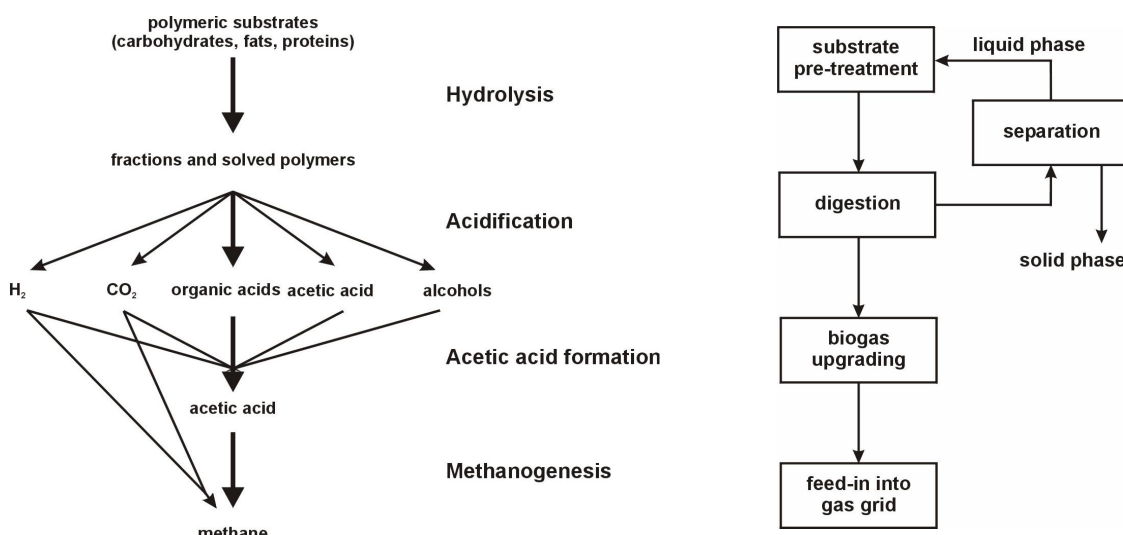 polymeric substrates
(carbohydrates, fats, proteins)
Hydrolysis
fractions and solved polymers
Acidification
H₂
CO₂
organic acids
acetic acid
alcohols
Acetic acid formation
acetic acid
Methanogenesis
methane
substrate
pre-treatment
liquid phase
separation
digestion
solid phase
biogas
upgrading
feed-in into
gas grid